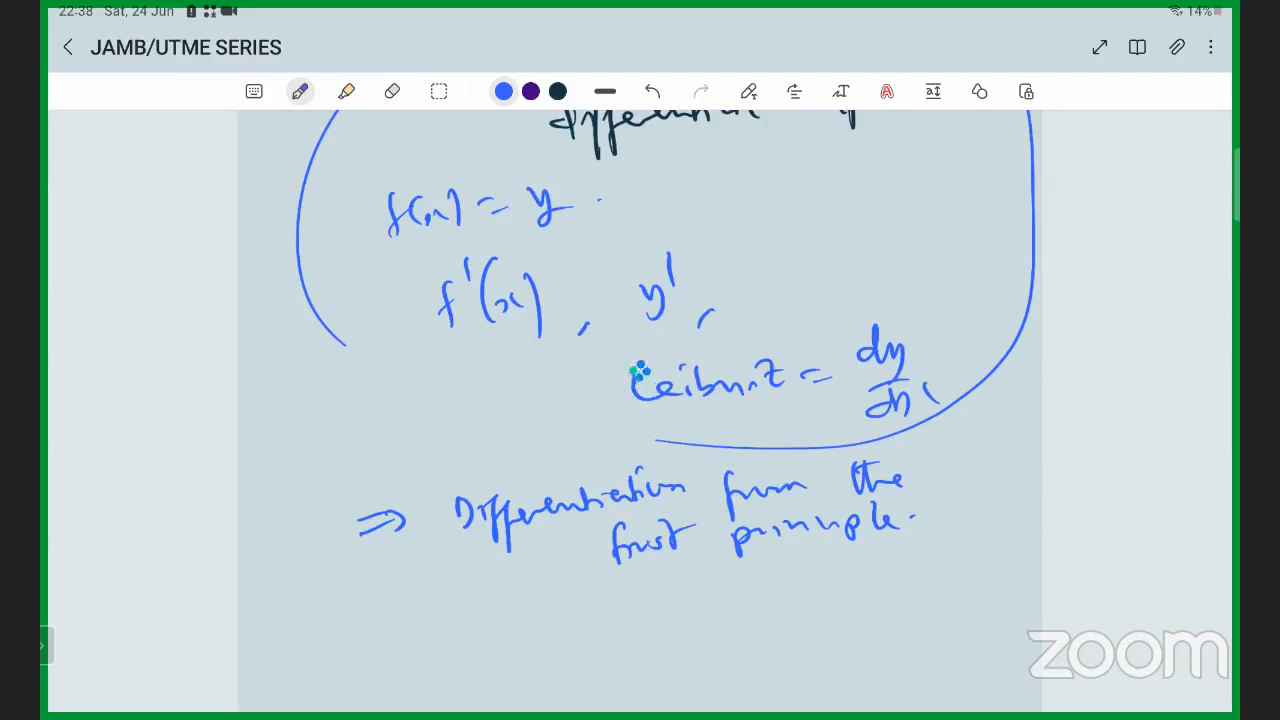 22:38 Sat, 24 Jun
14%
JAMB/UTME SERIES
f(x) = y .
f'(x) , y' ,
Leibniz = dy/dx
⇒ Differentiation from the
first principle.
zoom